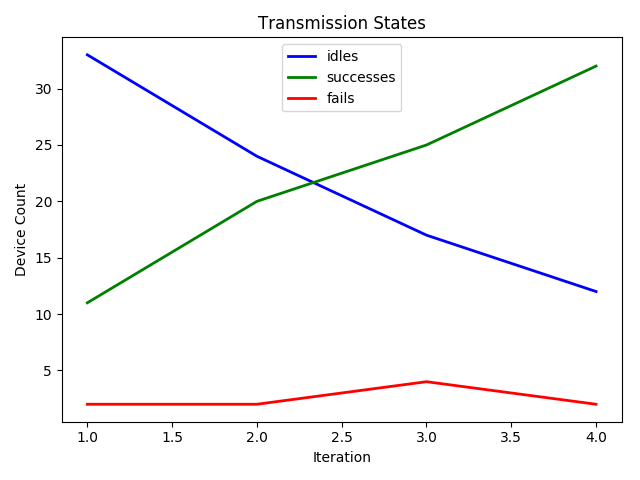 Transmission States
idles
successes
fails
Device Count
30
25
20
15
10
5
1.0 1.5 2.0 2.5 3.0 3.5 4.0
Iteration